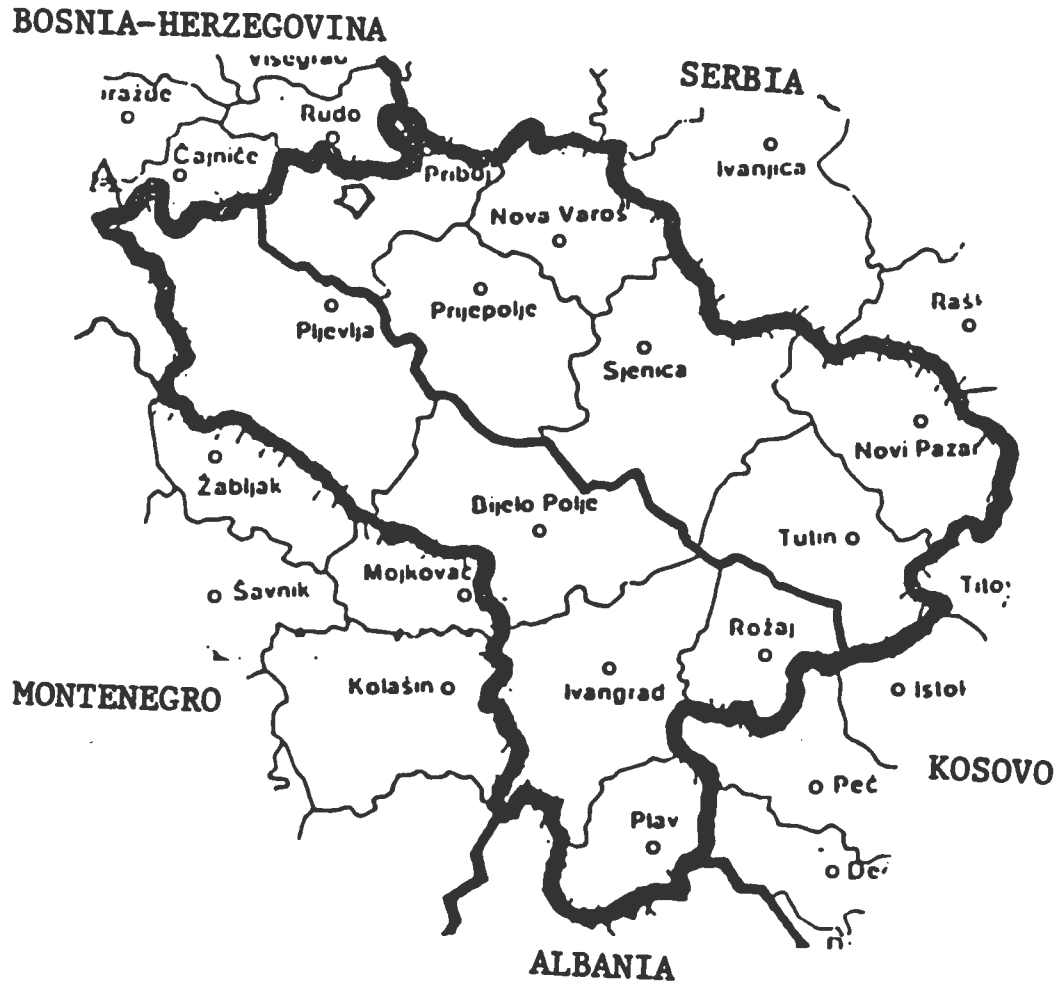 BOSNIA-HERZEGOVINA
SERBIA
Rudo
Ivanjica
Čajniče
Priboj
Nova Varoš
Prijepolje
Pljevlja
Sjenica
Novi Pazar
Žabljak
Bijelo Polje
Tutin
Mojkovac
Šavnik
Rožaj
MONTENEGRO
Kolašin
Ivangrad
KOSOVO
Peć
Plav
ALBANIA